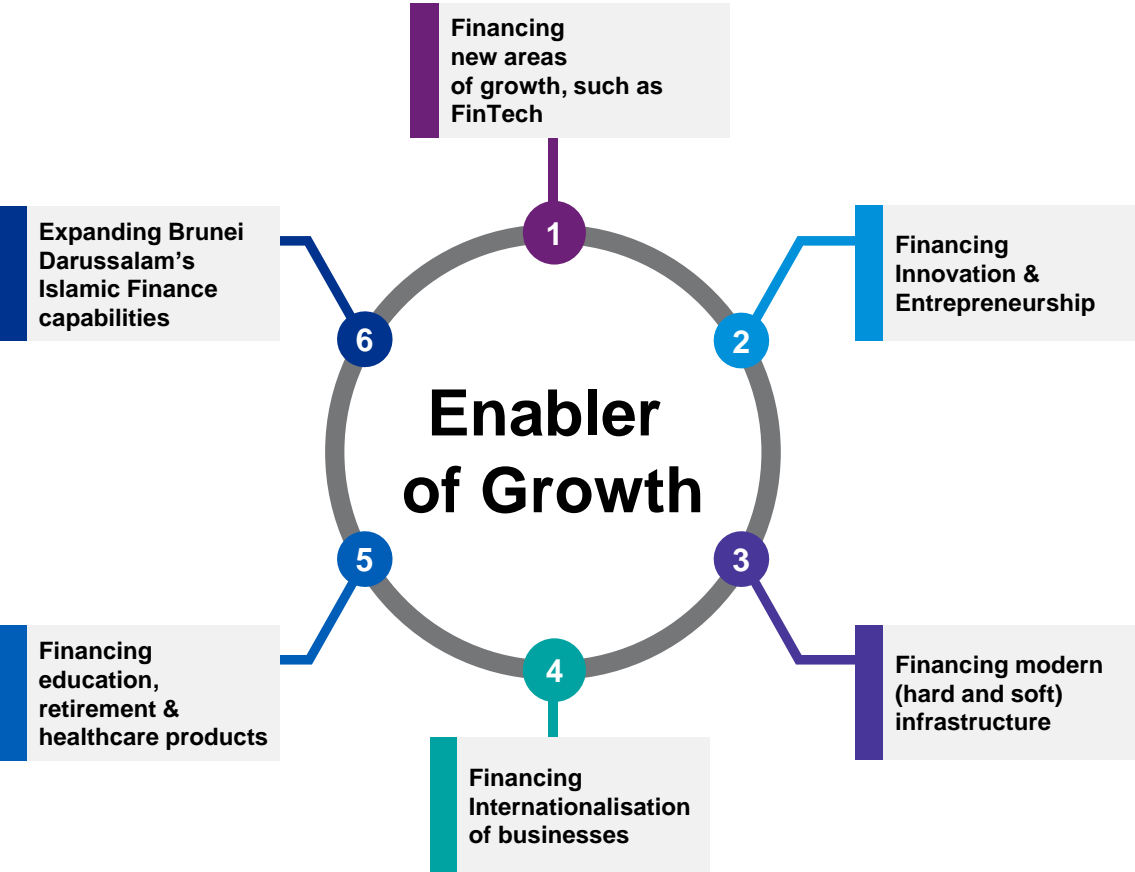 Financing
new areas
of growth, such as
FinTech
1
Expanding Brunei
Darussalam’s
Islamic Finance
capabilities
6
Financing
Innovation &
Entrepreneurship
2
Enabler
of Growth
5
3
4
Financing
education,
retirement &
healthcare products
Financing modern
(hard and soft)
infrastructure
Financing
Internationalisation
of businesses